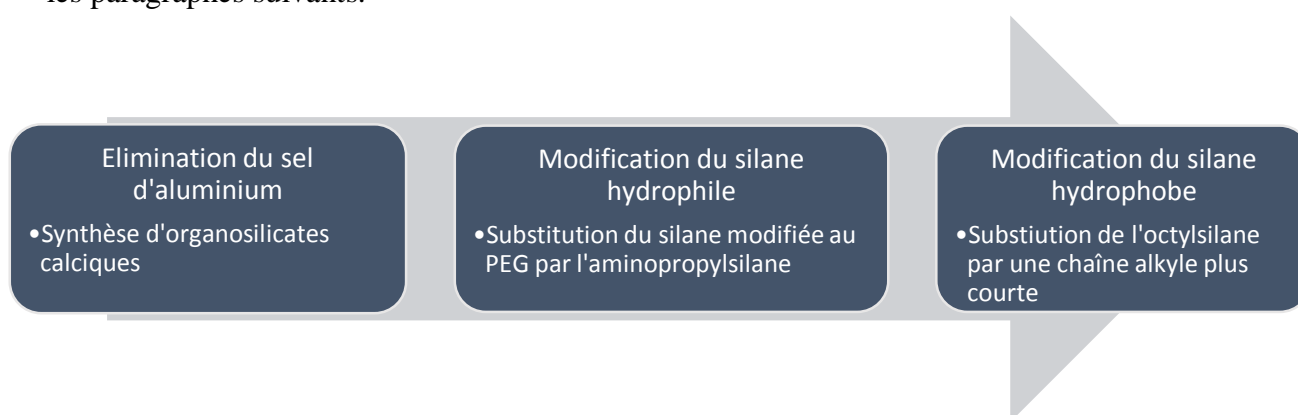 les paragraphes suivants.
Elimination du sel
d'aluminium
•Synthèse d'organosilicates
calciques
Modification du silane
hydrophile
•Substitution du silane modifiée au
PEG par l'aminopropylsilane
Modification du silane
hydrophobe
•Substiution de l'octylsilane
par une chaîne alkyle plus
courte